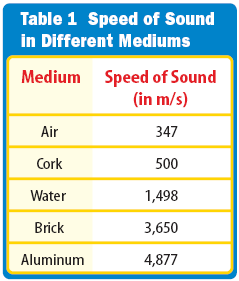 Table 1 Speed of Sound
in Different Mediums
Medium Speed of Sound
(in m/s)
Air 347
Cork 500
Water 1,498
Brick 3,650
Aluminum 4,877